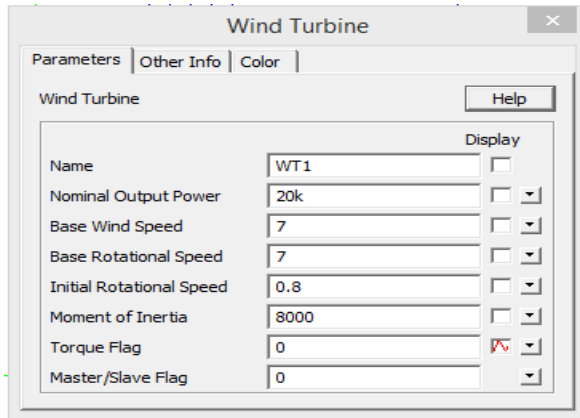 Wind Turbine
Parameters Other Info Color
Wind Turbine Help
Display
Name WT1
Nominal Output Power 20k
Base Wind Speed 7
Base Rotational Speed 7
Initial Rotational Speed 0.8
Moment of Inertia 8000
Torque Flag 0
Master/Slave Flag 0